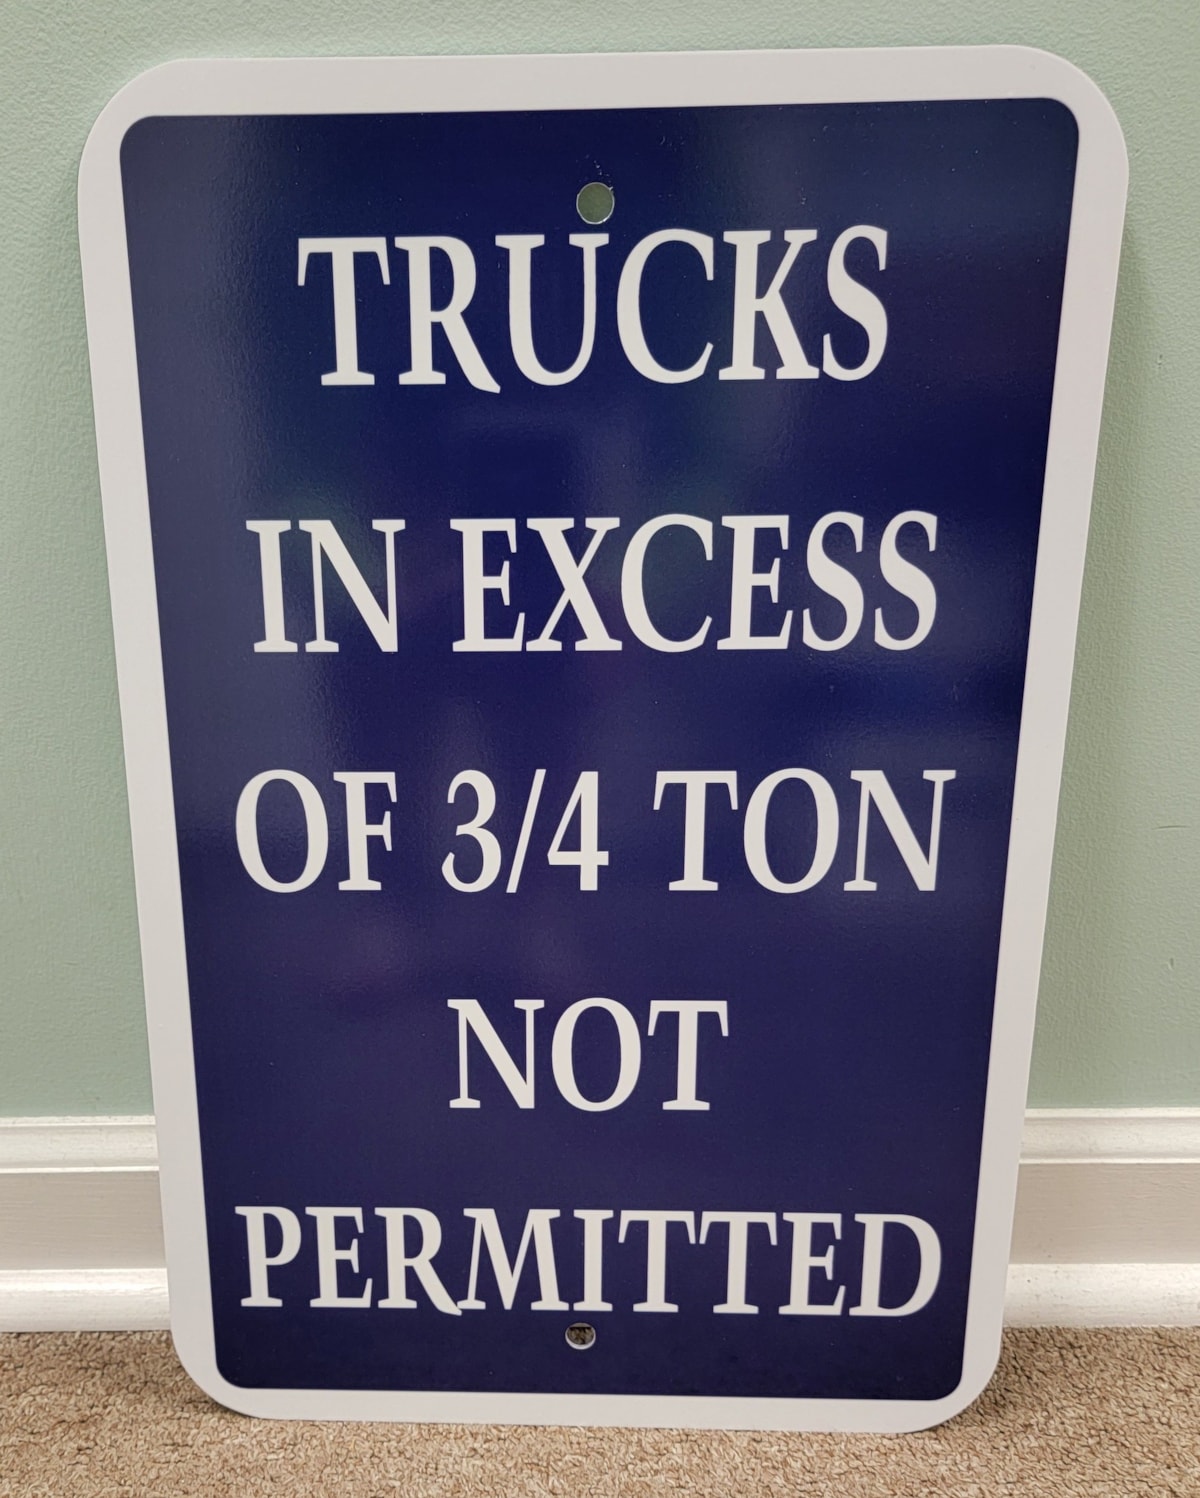 TRUCKS
IN EXCESS
OF 3/4 TON
NOT
PERMITTED